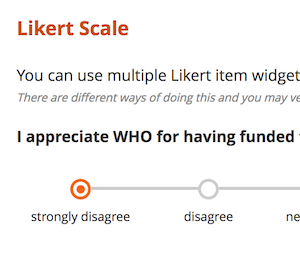 Likert Scale
You can use multiple Likert item widget
There are different ways of doing this and you may ve
I appreciate WHO for having funded
strongly disagree disagree ne